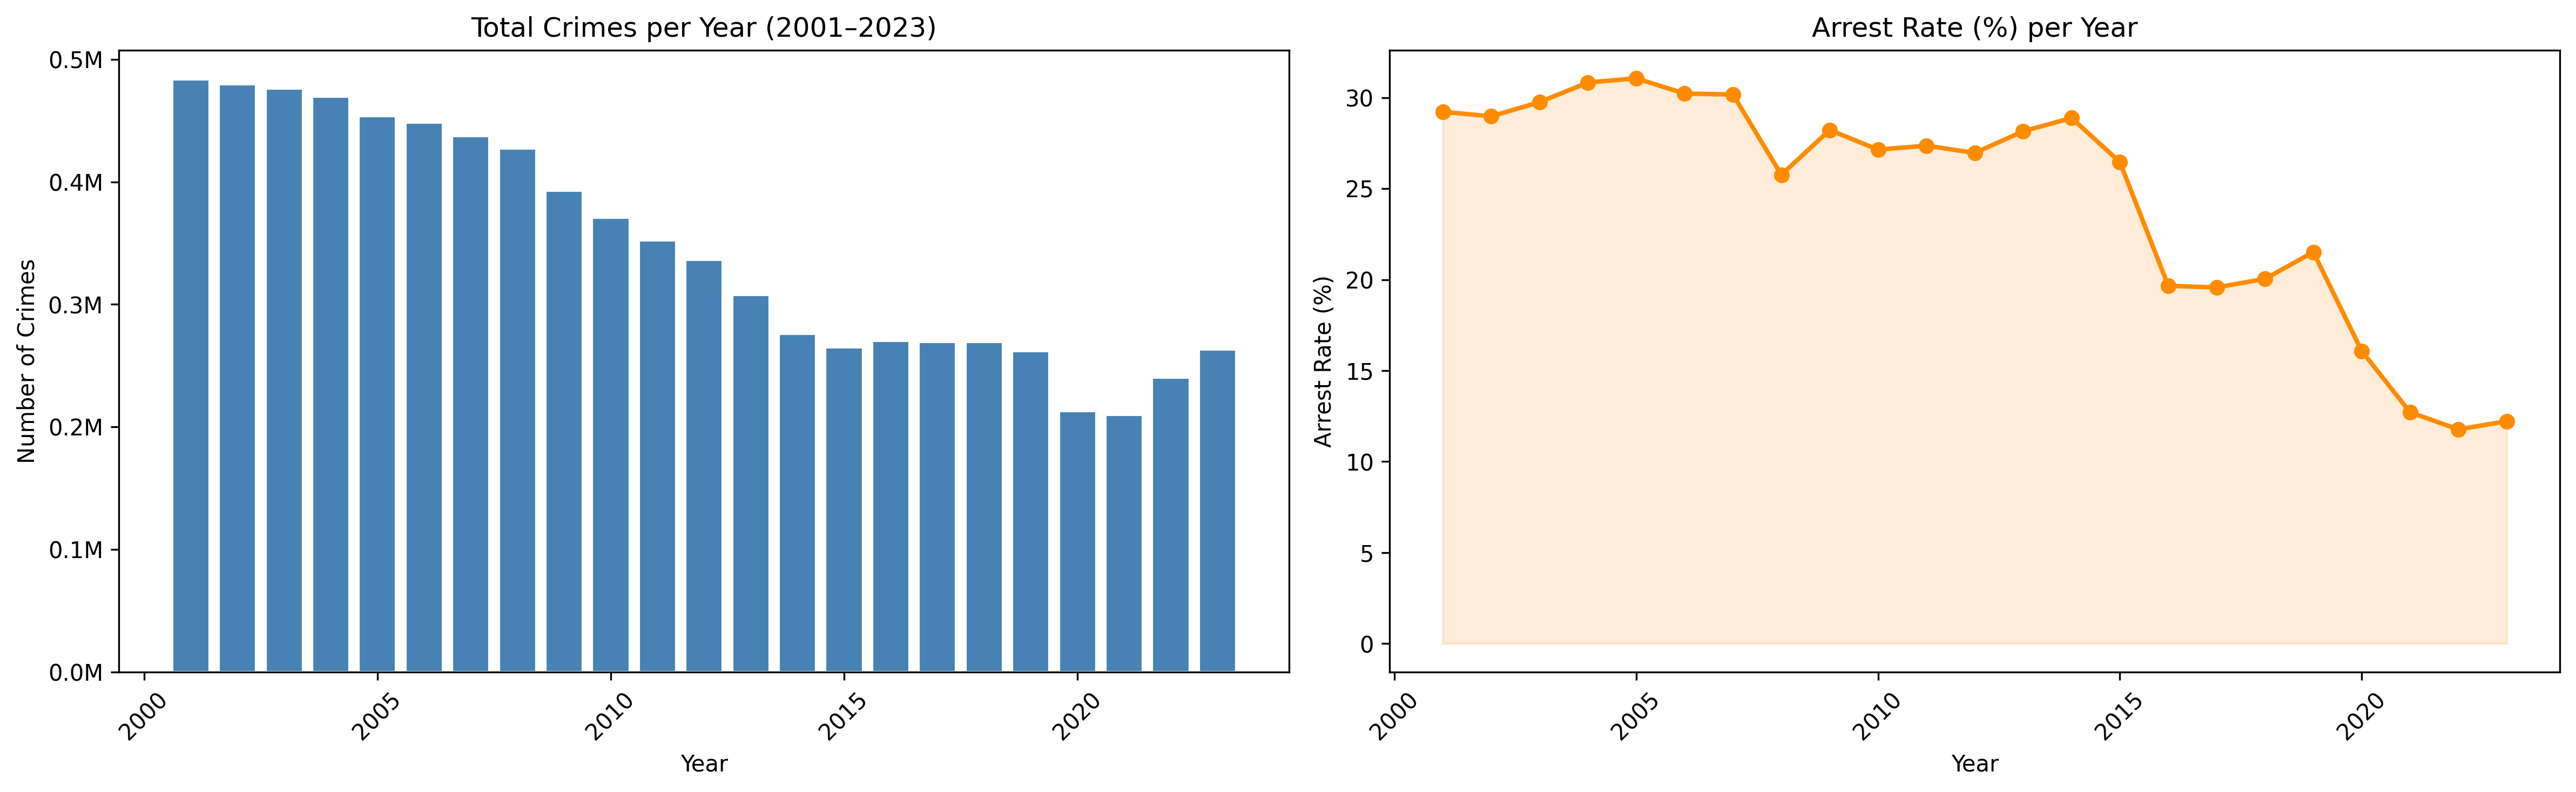 Total Crimes per Year (2001–2023)
Number of Crimes
0.5M
0.4M
0.3M
0.2M
0.1M
0.0M
2000
2005
2010
2015
2020
Year
Arrest Rate (%) per Year
Arrest Rate (%)
30
25
20
15
10
5
0
2000
2005
2010
2015
2020
Year